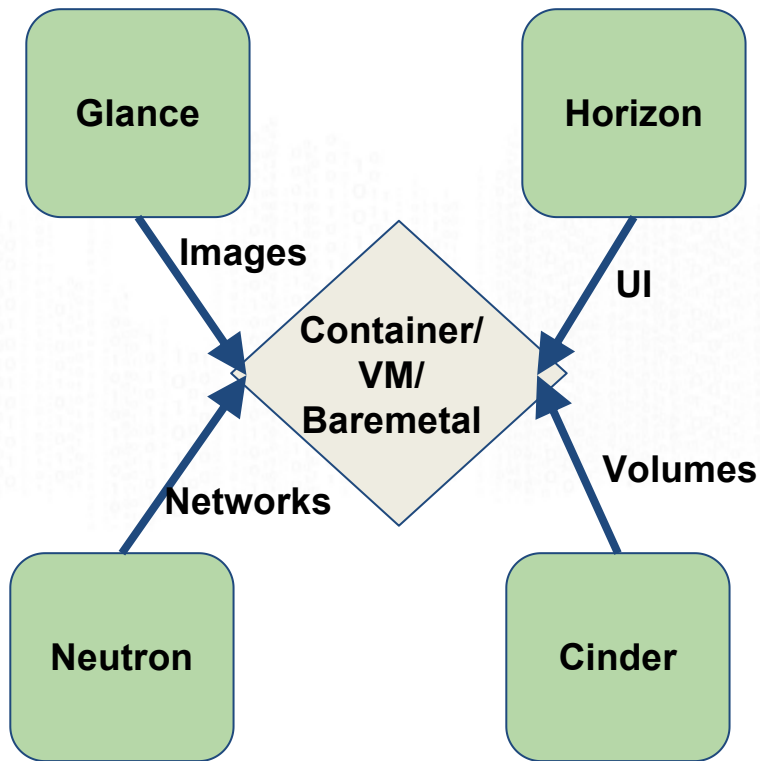 Glance
Horizon
Images
UI
Container/
VM/
Baremetal
Volumes
Networks
Neutron
Cinder